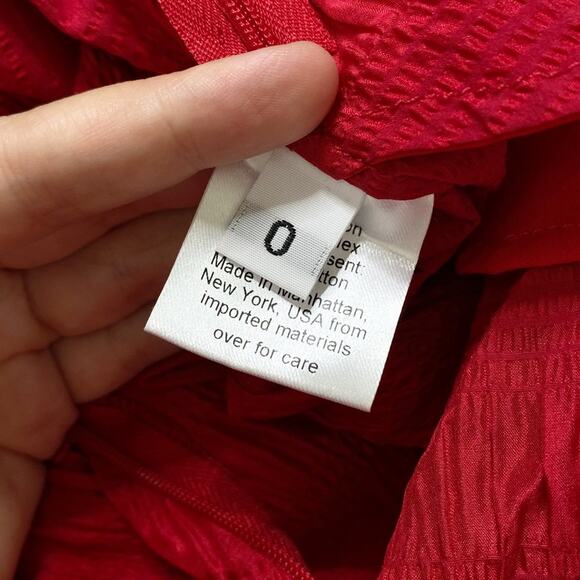 0
Made in Manhattan,
New York, USA from
imported materials
over for care